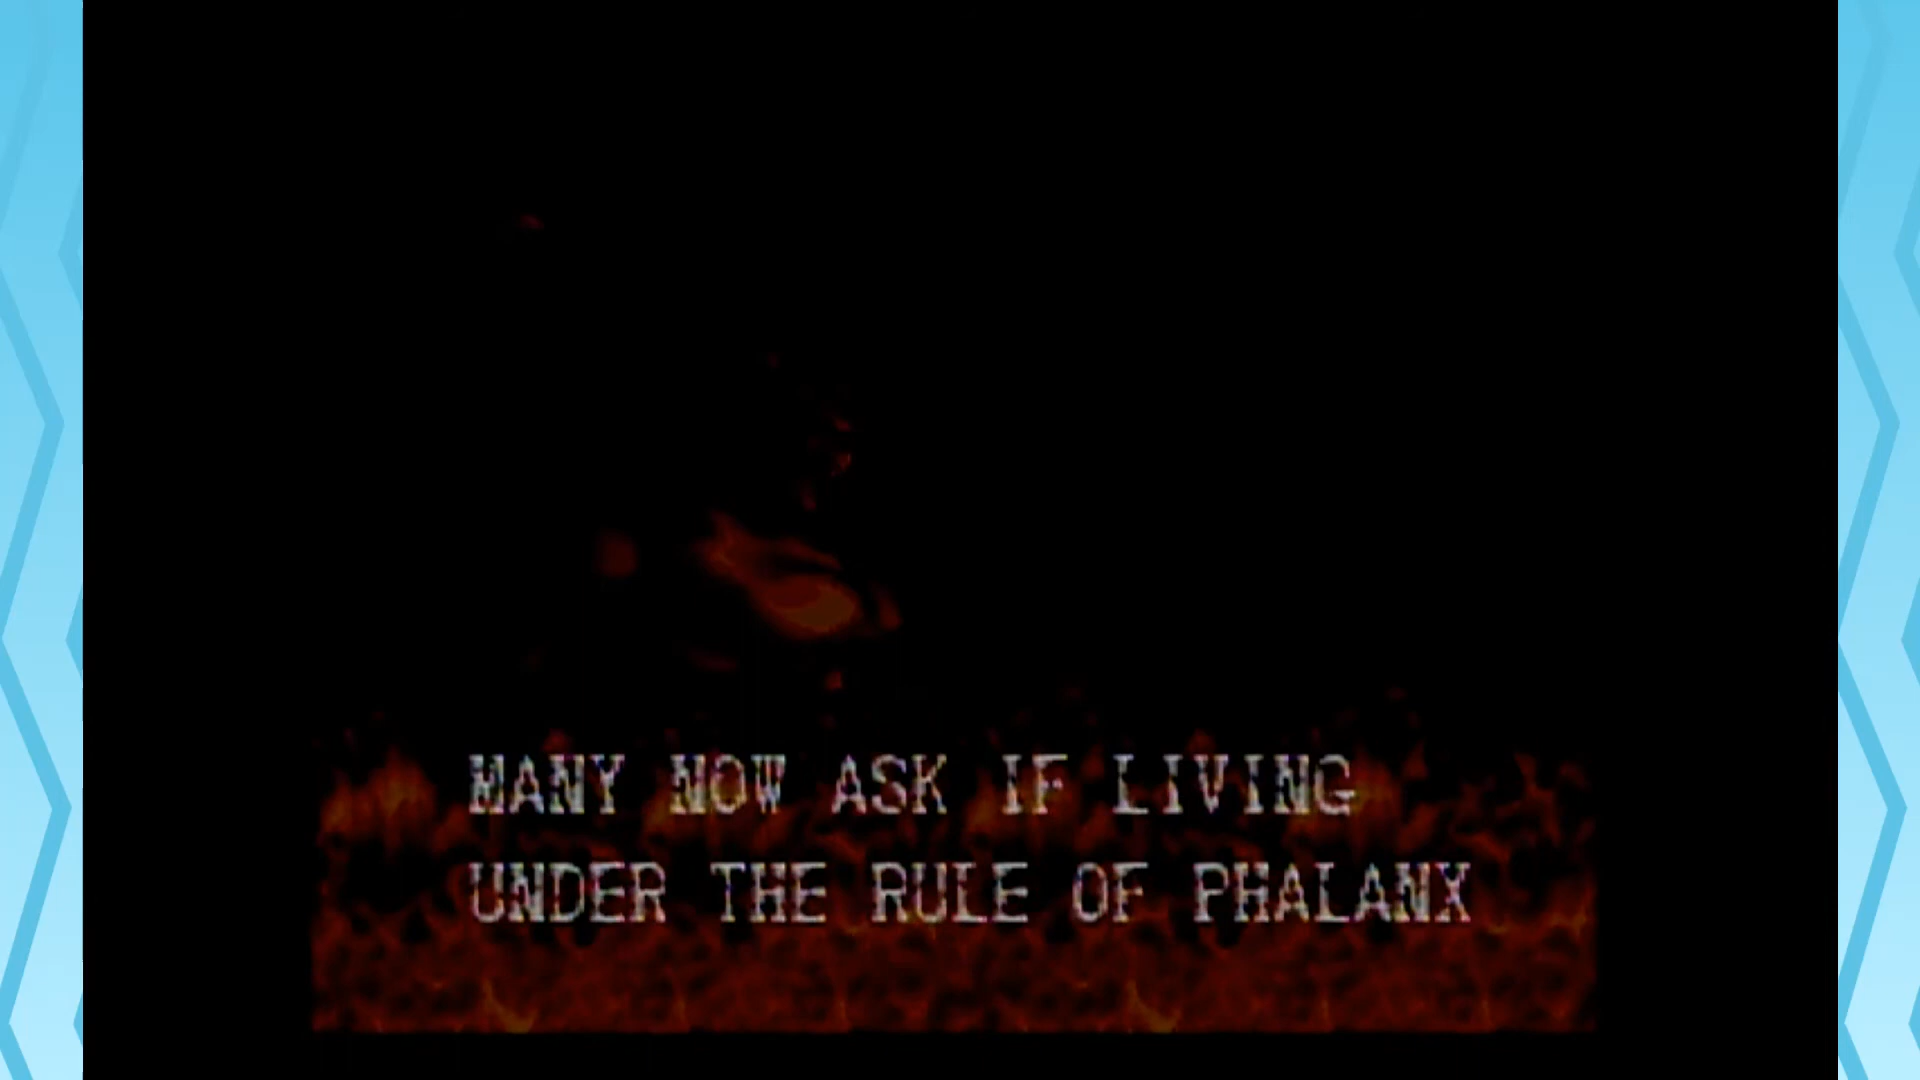 MANY NOW ASK IF LIVING
UNDER THE RULE OF PHALANX